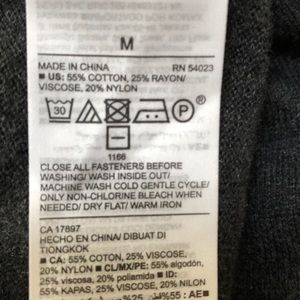 M
MADE IN CHINA RN 54023
■ US: 55% COTTON, 25% RAYON/
VISCOSE, 20% NYLON
30 P
1166
CLOSE ALL FASTENERS BEFORE
WASHING/ WASH INSIDE OUT/
MACHINE WASH COLD GENTLE CYCLE/
ONLY NON-CHLORINE BLEACH WHEN
NEEDED/ DRY FLAT/ WARM IRON
CA 17897
HECHO EN CHINA/ DIBUAT DI
TIONGKOK
■ CA: 55% COTTON, 25% VISCOSE,
20% NYLON ■ CL/MX/PE: 55% algodón,
25% viscosa, 20% poliamida ■ ID:
55% KAPAS, 25% VISCOSE, 20% NILON